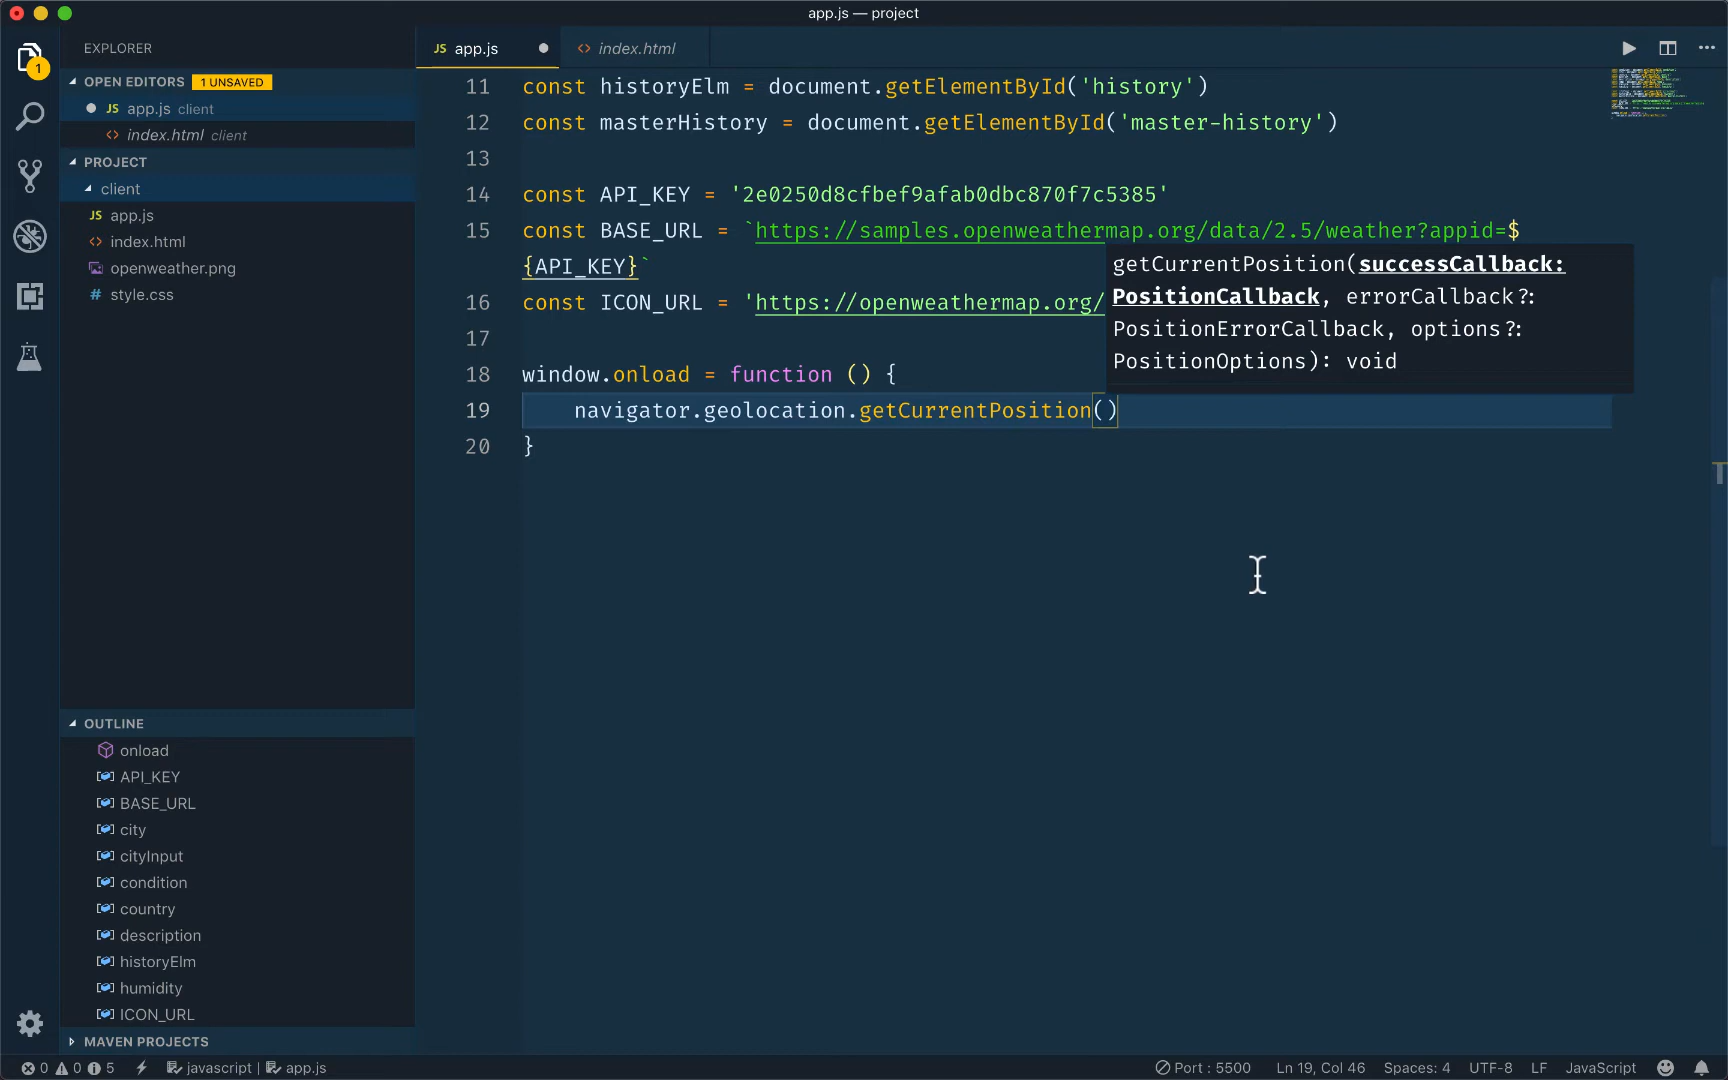 app.js — project
EXPLORER
JS app.js
<> index.html
1
OPEN EDITORS 1 UNSAVED
JS app.js client
<> index.html client
PROJECT
client
JS app.js
<> index.html
openweather.png
# style.css
11 const historyElm = document.getElementById('history')
12 const masterHistory = document.getElementById('master-history')
13
14 const API_KEY = '2e0250d8cfbef9afab0dbc870f7c5385'
15 const BASE_URL = `https://samples.openweathermap.org/data/2.5/weather?appid=$
{API_KEY}`
16 const ICON_URL = 'https://openweathermap.org/
17
18 window.onload = function () {
19 navigator.geolocation.getCurrentPosition()
20 }
getCurrentPosition(successCallback:
PositionCallback, errorCallback?:
PositionErrorCallback, options?:
PositionOptions): void
OUTLINE
onload
API_KEY
BASE_URL
city
cityInput
condition
country
description
historyElm
humidity
ICON_URL
MAVEN PROJECTS
0 0 5 javascript | app.js
Port : 5500 Ln 19, Col 46 Spaces: 4 UTF-8 LF JavaScript